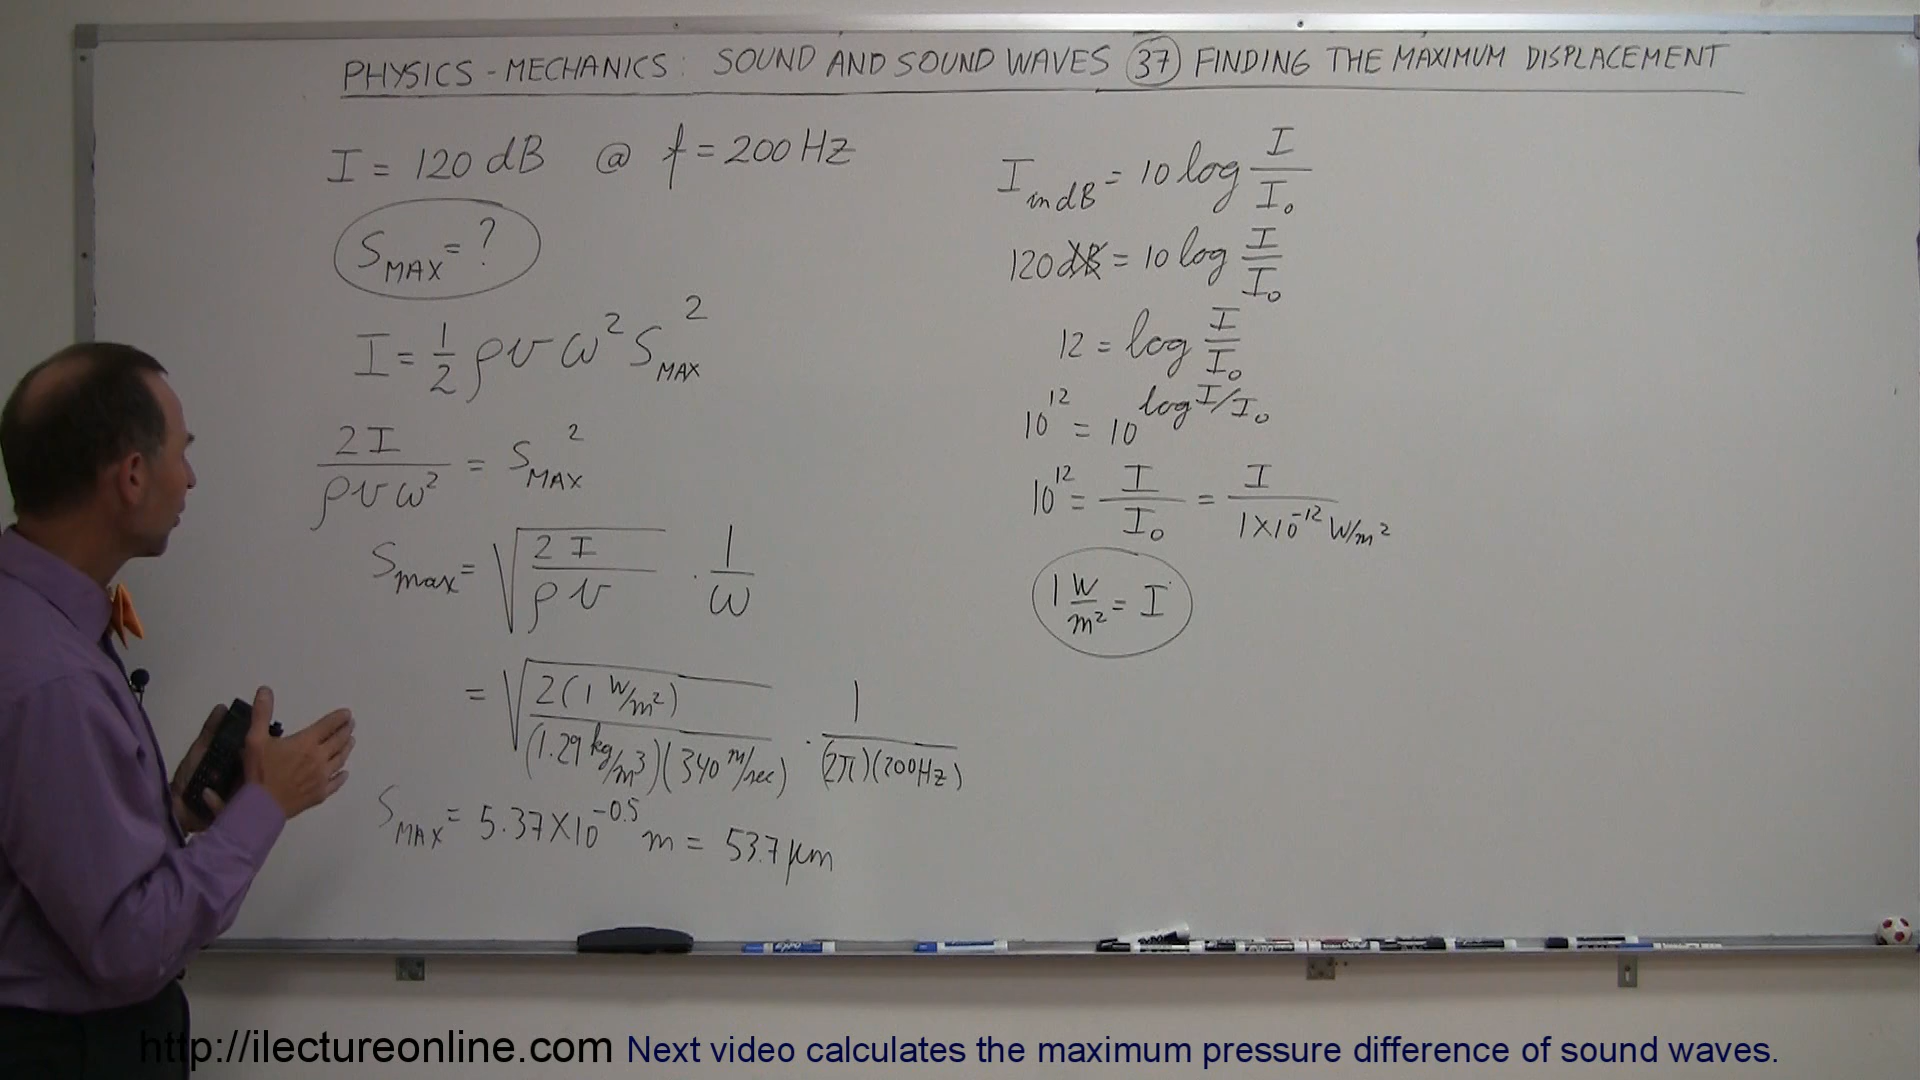 PHYSICS - MECHANICS: SOUND AND SOUND WAVES 37 FINDING THE MAXIMUM DISPLACEMENT
I = 120 dB @ f = 200 Hz
S_MAX = ?
I = 1/2 ρ v ω² S_MAX²
2I / ρvω² = S_MAX²
S_max = √(2I / ρv) · 1/ω
= √(2(1 W/m²) / (1.29 kg/m³)(340 m/sec)) · 1 / (2π)(200Hz)
S_MAX = 5.37 X 10^-0.5 m = 53.7 μm
I_in dB = 10 log I/I₀
120 dB = 10 log I/I₀
12 = log I/I₀
10^12 = 10^log I/I₀
10^12 = I/I₀ = I / 1X10^-12 W/m²
1 W/m² = I
EXPO
http://ilectureonline.com Next video calculates the maximum pressure difference of sound waves.